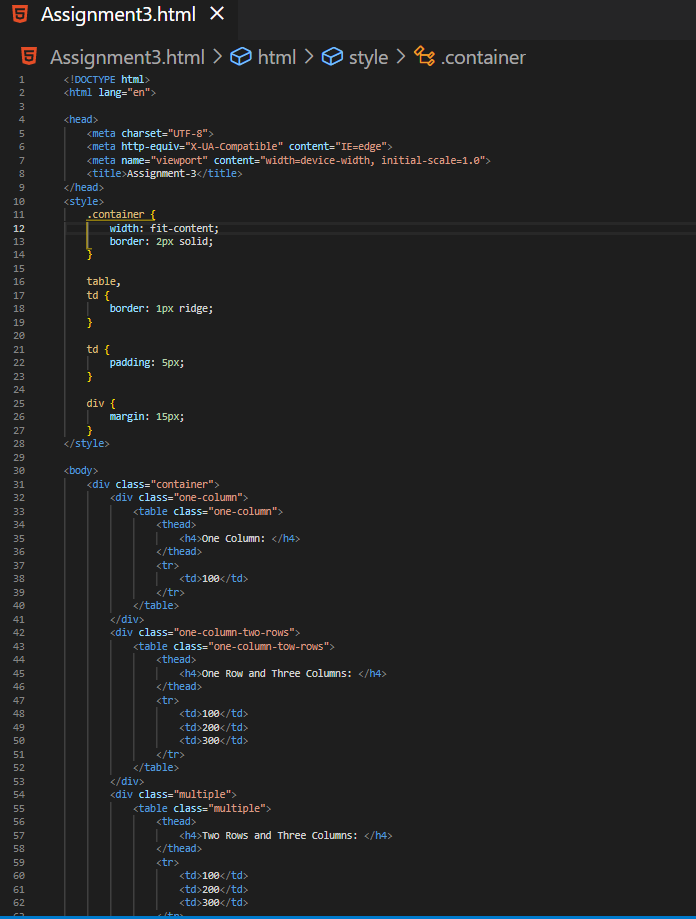 Assignment3.html ×
Assignment3.html > html > style > .container
1 <!DOCTYPE html>
2 <html lang="en">
3
4 <head>
5     <meta charset="UTF-8">
6     <meta http-equiv="X-UA-Compatible" content="IE=edge">
7     <meta name="viewport" content="width=device-width, initial-scale=1.0">
8     <title>Assignment-3</title>
9 </head>
10 <style>
11     .container {
12         width: fit-content;
13         border: 2px solid;
14     }
15
16     table,
17     td {
18         border: 1px ridge;
19     }
20
21     td {
22         padding: 5px;
23     }
24
25     div {
26         margin: 15px;
27     }
28 </style>
29
30 <body>
31     <div class="container">
32         <div class="one-column">
33             <table class="one-column">
34                 <thead>
35                     <h4>One Column: </h4>
36                 </thead>
37                 <tr>
38                     <td>100</td>
39                 </tr>
40             </table>
41         </div>
42         <div class="one-column-two-rows">
43             <table class="one-column-tow-rows">
44                 <thead>
45                     <h4>One Row and Three Columns: </h4>
46                 </thead>
47                 <tr>
48                     <td>100</td>
49                     <td>200</td>
50                     <td>300</td>
51                 </tr>
52             </table>
53         </div>
54         <div class="multiple">
55             <table class="multiple">
56                 <thead>
57                     <h4>Two Rows and Three Columns: </h4>
58                 </thead>
59                 <tr>
60                     <td>100</td>
61                     <td>200</td>
62                     <td>300</td>
63                 </tr>